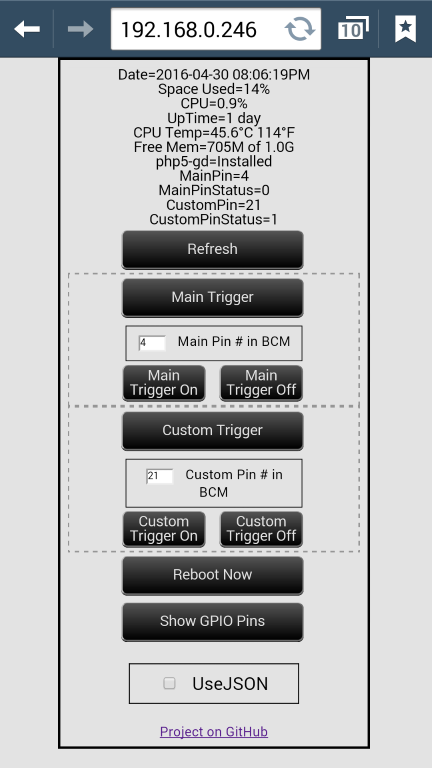 192.168.0.246
10
Date=2016-04-30 08:06:19PM
Space Used=14%
CPU=0.9%
UpTime=1 day
CPU Temp=45.6°C 114°F
Free Mem=705M of 1.0G
php5-gd=Installed
MainPin=4
MainPinStatus=0
CustomPin=21
CustomPinStatus=1
Refresh
Main Trigger
4 Main Pin # in BCM
Main Trigger On
Main Trigger Off
Custom Trigger
21 Custom Pin # in
BCM
Custom Trigger On
Custom Trigger Off
Reboot Now
Show GPIO Pins
UseJSON
Project on GitHub